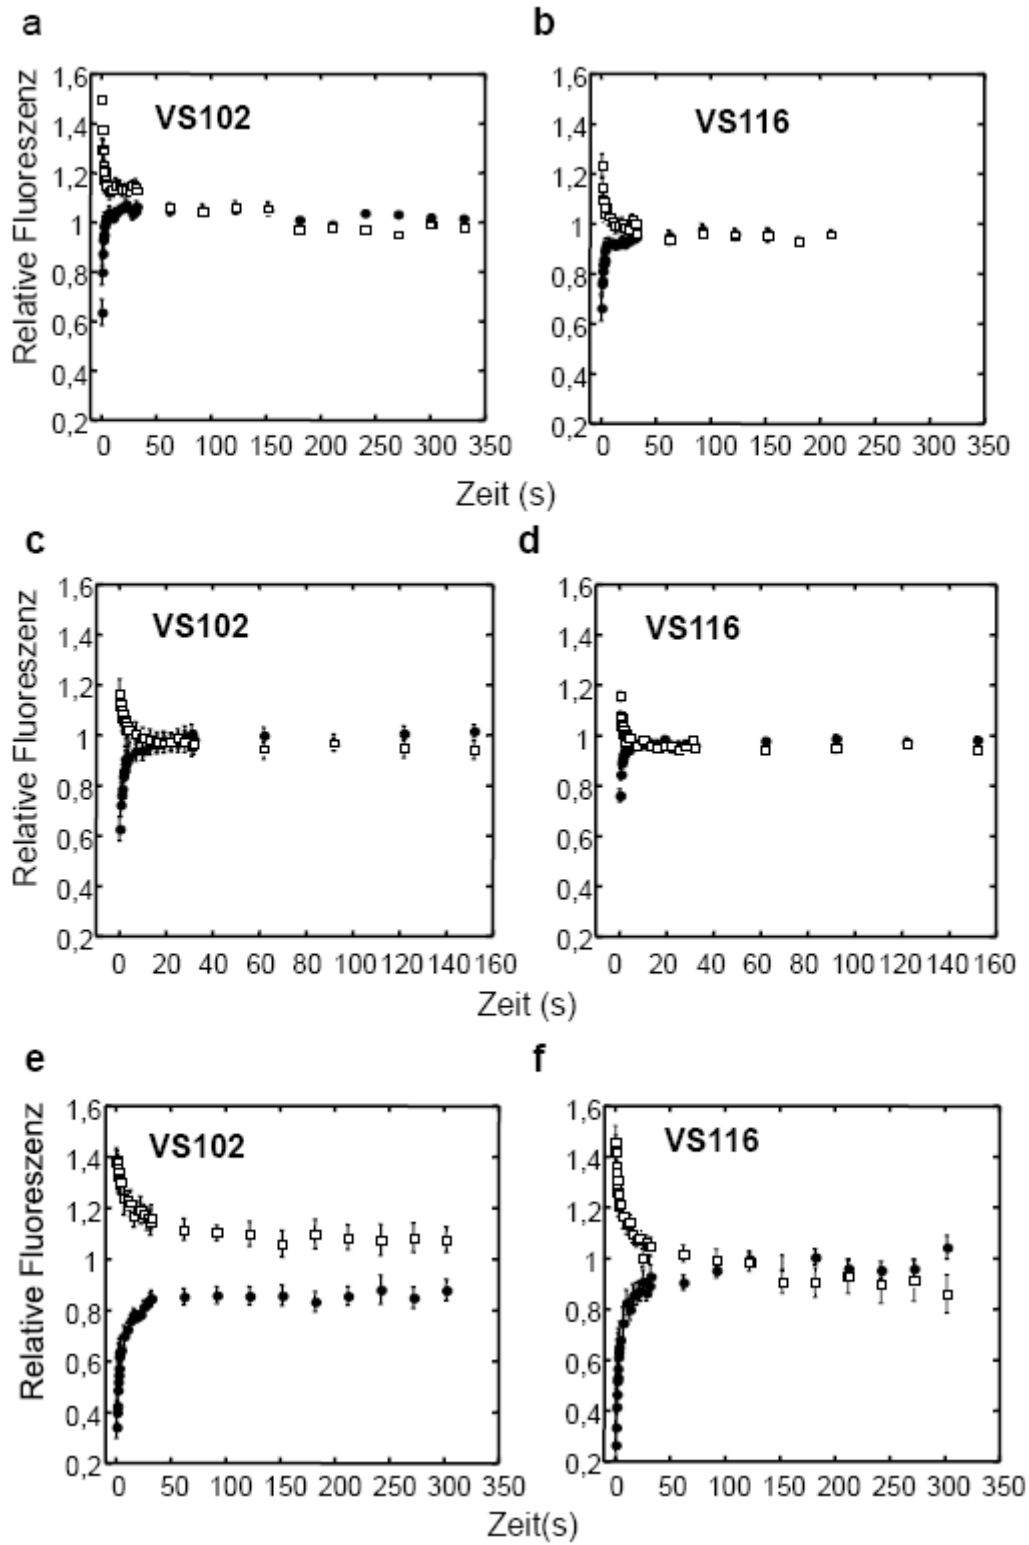 a b
Relative Fluoreszenz
1,6 1,6
VS102 VS116
1,4 1,4
1,2 1,2
1 1
0,8 0,8
0,6 0,6
0,4 0,4
0,2 0,2
0 50 100 150 200 250 300 350 0 50 100 150 200 250 300 350
Zeit (s)
c d
Relative Fluoreszenz
1,6 1,6
VS102 VS116
1,4 1,4
1,2 1,2
1 1
0,8 0,8
0,6 0,6
0,4 0,4
0,2 0,2
0 20 40 60 80 100 120 140 160 0 20 40 60 80 100 120 140 160
Zeit (s)
e f
Relative Fluoreszenz
1,6 1,6
VS102 VS116
1,4 1,4
1,2 1,2
1 1
0,8 0,8
0,6 0,6
0,4 0,4
0,2 0,2
0 50 100 150 200 250 300 350 0 50 100 150 200 250 300 350
Zeit(s)